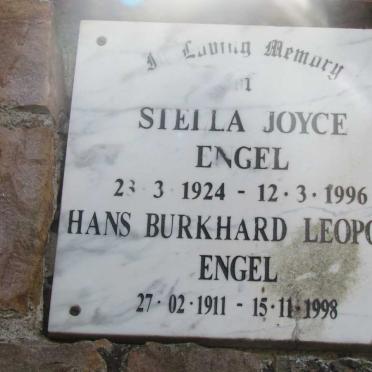 In Loving Memory
STELLA JOYCE
ENGEL
23 · 3 · 1924 - 12 · 3 · 1996
HANS BURKHARD
ENGEL
27 · 02 · 1911 - 15 · 11 · 1998